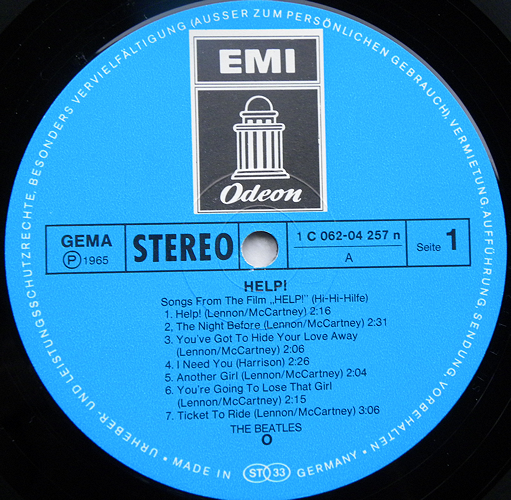 URHEBER- UND LEISTUNGSSCHUTZRECHTE, BESONDERS VERVIELFÄLTIGUNG (AUSSER ZUM PERSÖNLICHEN GEBRAUCH), VERMIETUNG, AUFFÜHRUNG, SENDUNG, VORBEHALTEN •
EMI
Odeon
GEMA
Ⓟ 1965
STEREO
1 C 062-04 257 n
A
Seite 1
HELP!
Songs From The Film „HELP!" (Hi-Hi-Hilfe)
1. Help! (Lennon/McCartney) 2:16
2. The Night Before (Lennon/McCartney) 2:31
3. You've Got To Hide Your Love Away
(Lennon/McCartney) 2:06
4. I Need You (Harrison) 2:26
5. Another Girl (Lennon/McCartney) 2:04
6. You're Going To Lose That Girl
(Lennon/McCartney) 2:15
7. Ticket To Ride (Lennon/McCartney) 3:06
THE BEATLES
O
• MADE IN ST 33 GERMANY •